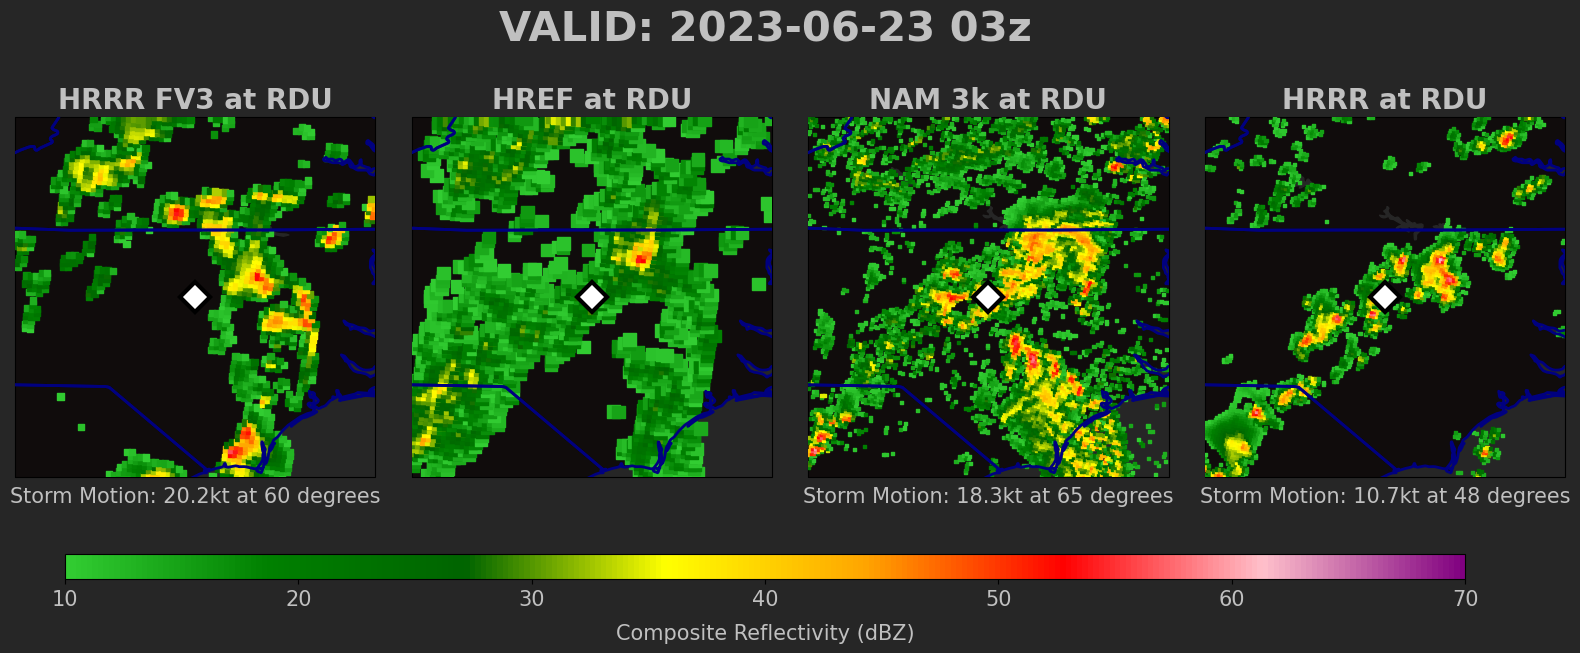 VALID: 2023-06-23 03z
HRRR FV3 at RDU
HREF at RDU
NAM 3k at RDU
HRRR at RDU
Storm Motion: 20.2kt at 60 degrees
Storm Motion: 18.3kt at 65 degrees
Storm Motion: 10.7kt at 48 degrees
10 20 30 40 50 60 70
Composite Reflectivity (dBZ)